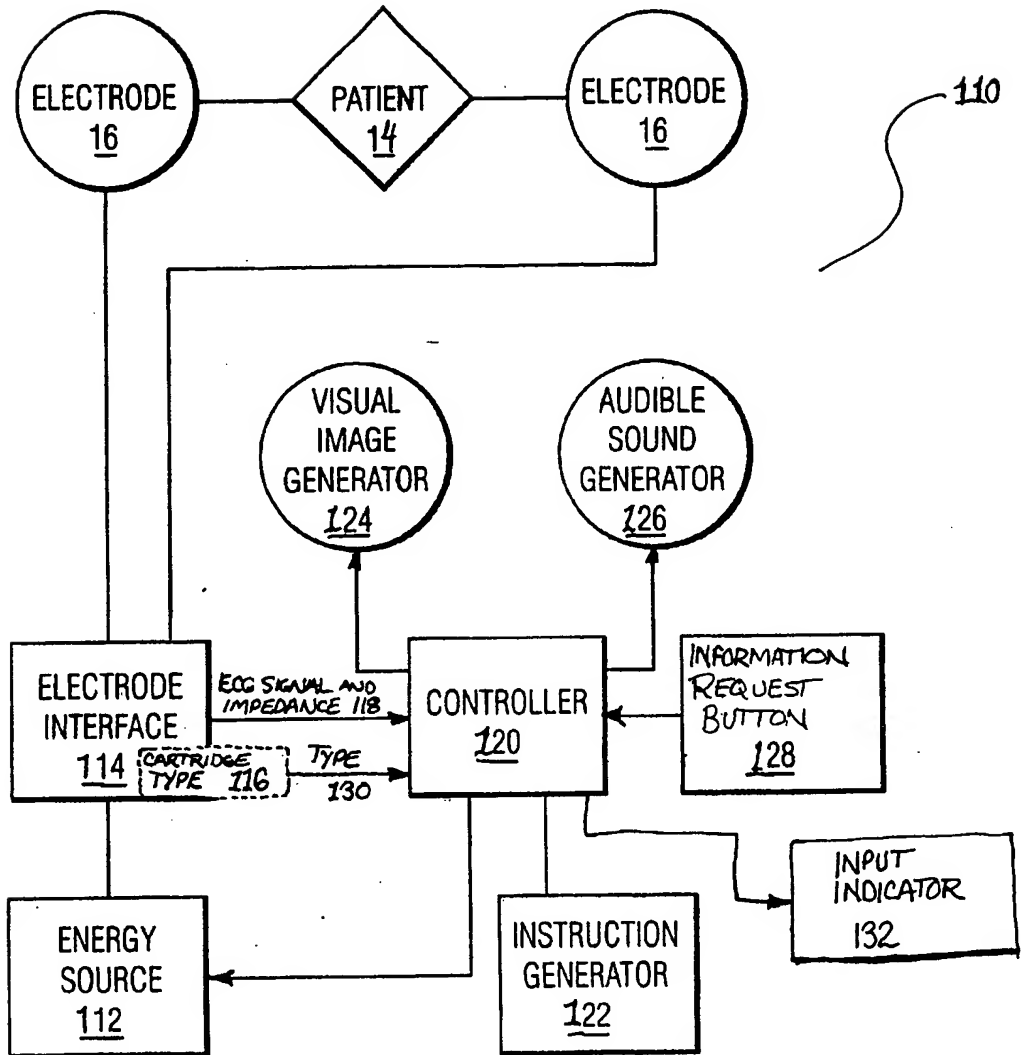 ELECTRODE
16
PATIENT
14
ELECTRODE
16
110
VISUAL
IMAGE
GENERATOR
124
AUDIBLE
SOUND
GENERATOR
126
ELECTRODE
INTERFACE
114
CARTRIDGE
TYPE 116
ECG SIGNAL AND
IMPEDANCE 118
TYPE
130
CONTROLLER
120
INFORMATION
REQUEST
BUTTON
128
ENERGY
SOURCE
112
INSTRUCTION
GENERATOR
122
INPUT
INDICATOR
132